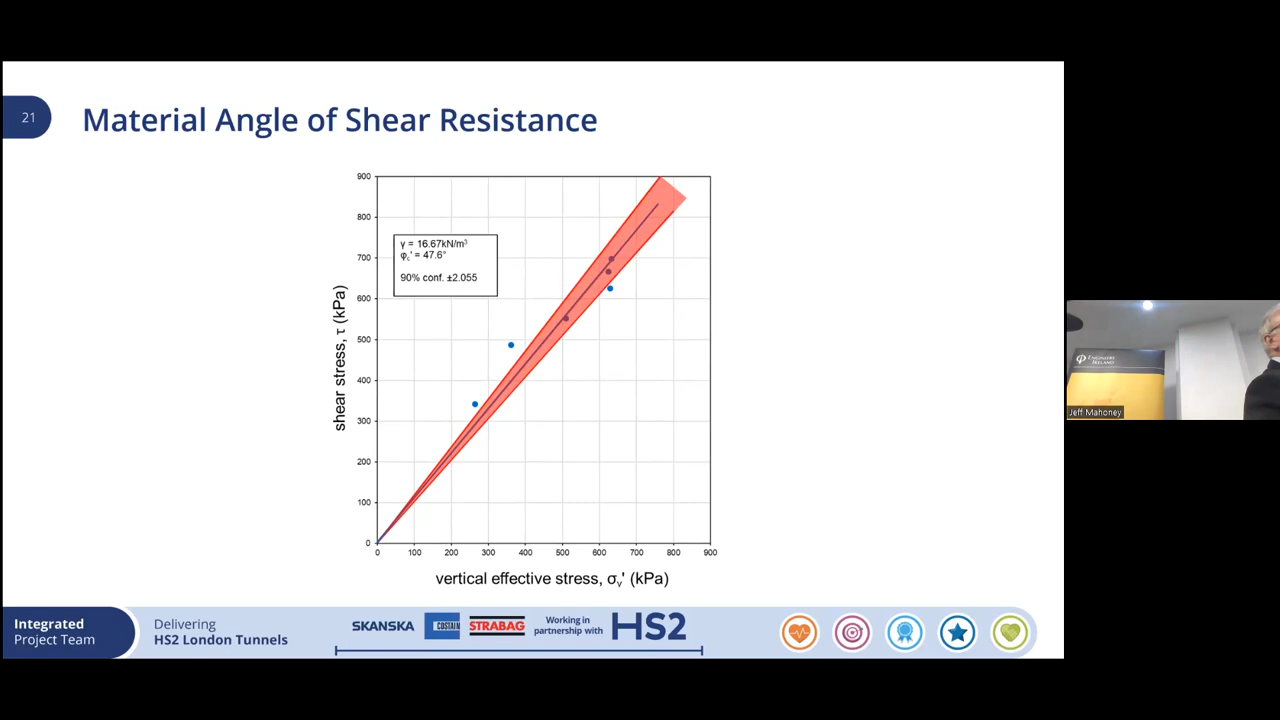 21
Material Angle of Shear Resistance
900
800
700
600
500
400
300
200
100
0
γ = 16.67kN/m³
φc' = 47.6°
90% conf. ±2.055
shear stress, τ (kPa)
0 100 200 300 400 500 600 700 800 900
vertical effective stress, σv' (kPa)
ENGINEERS
IRELAND
Jeff Mahoney
Integrated
Project Team
Delivering
HS2 London Tunnels
SKANSKA
COSTAIN
STRABAG
Working in
partnership with
HS2